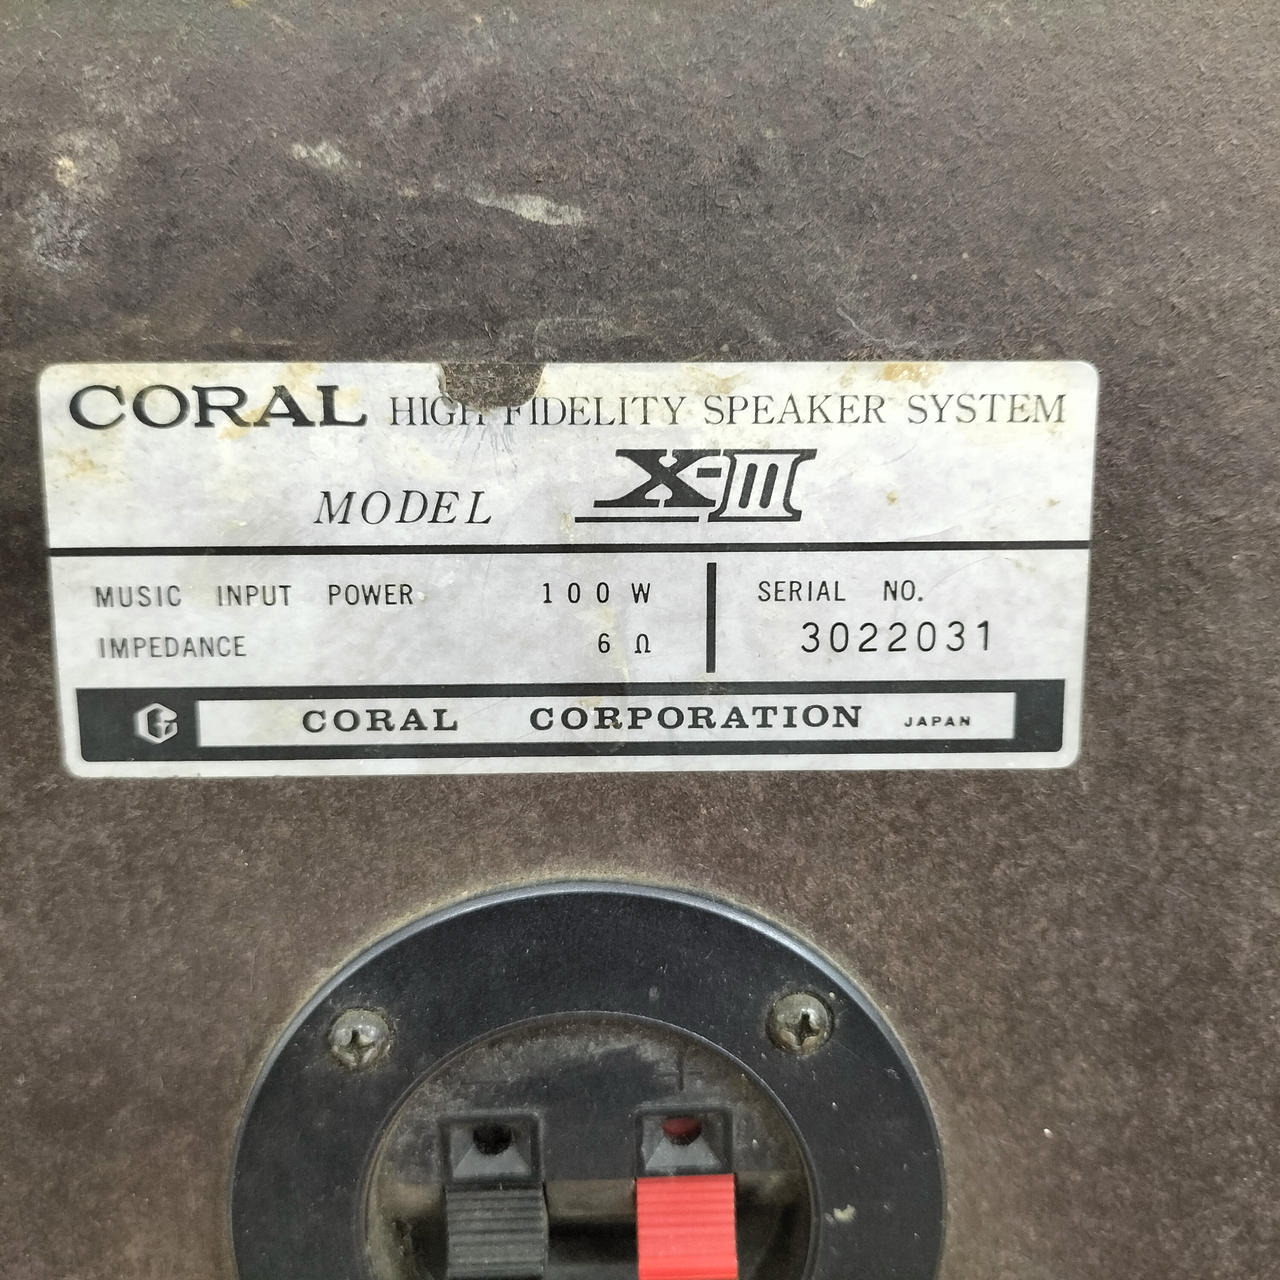 CORAL HIGH FIDELITY SPEAKER SYSTEM
MODEL X-III
MUSIC INPUT POWER 100 W
IMPEDANCE 6 Ω
SERIAL NO.
3022031
CORAL CORPORATION JAPAN